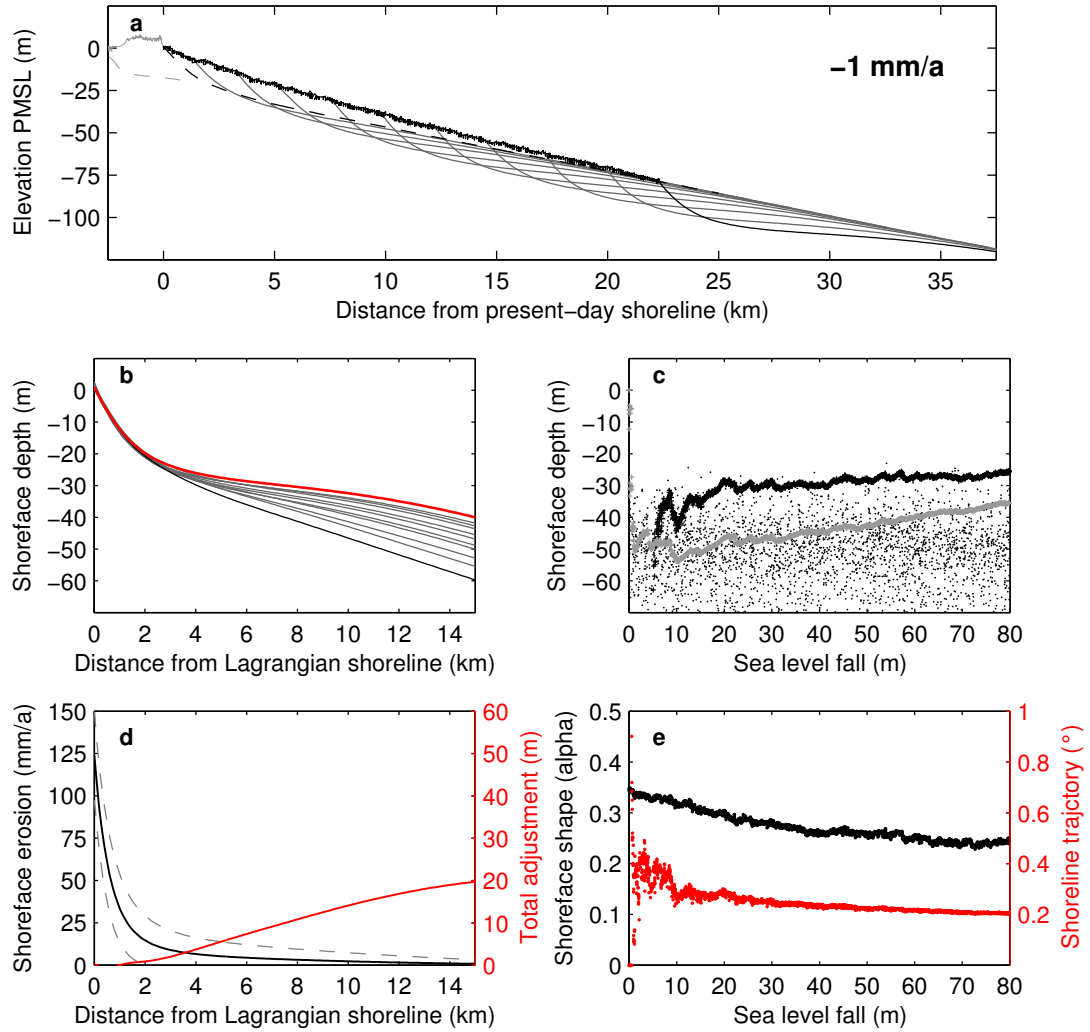 a
−1 mm/a
Elevation PMSL (m)
0
−25
−50
−75
−100
0 5 10 15 20 25 30 35
Distance from present−day shoreline (km)
b
Shoreface depth (m)
0
−10
−20
−30
−40
−50
−60
0 2 4 6 8 10 12 14
Distance from Lagrangian shoreline (km)
c
Shoreface depth (m)
0
−10
−20
−30
−40
−50
−60
0 10 20 30 40 50 60 70 80
Sea level fall (m)
d
Shoreface erosion (mm/a)
150
125
100
75
50
25
0
Total adjustment (m)
60
50
40
30
20
10
0
0 2 4 6 8 10 12 14
Distance from Lagrangian shoreline (km)
e
Shoreface shape (alpha)
0.5
0.4
0.3
0.2
0.1
0
Shoreline trajctory (°)
1
0.8
0.6
0.4
0.2
0
0 10 20 30 40 50 60 70 80
Sea level fall (m)